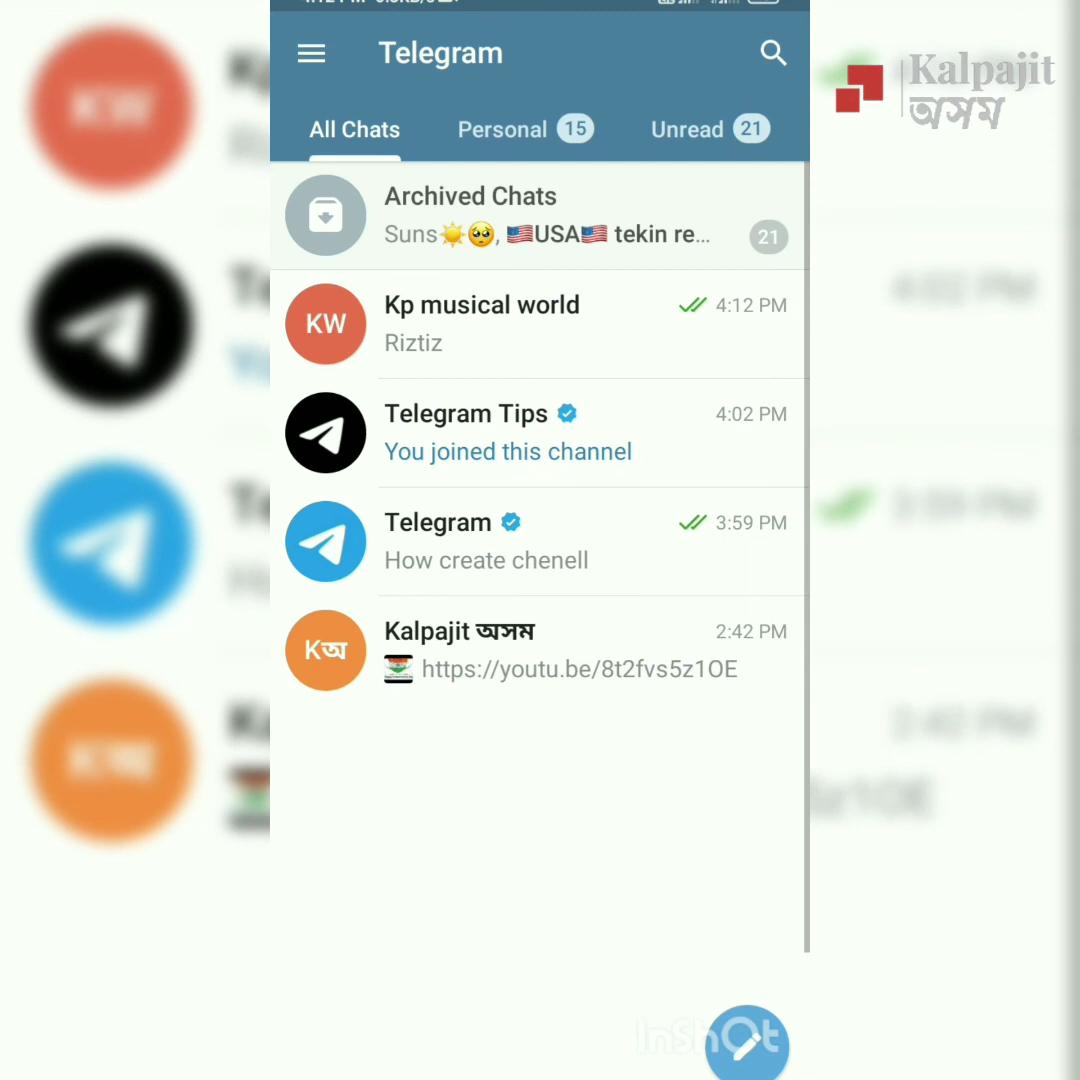 Telegram
Kalpajit
অসম
All Chats
Personal 15
Unread 21
Archived Chats
Suns☀️🥺, 🇺🇸USA🇺🇸 tekin re...
21
KW
Kp musical world
4:12 PM
Riztiz
Telegram Tips
4:02 PM
You joined this channel
Telegram
3:59 PM
How create chenell
Kঅ
Kalpajit অসম
2:42 PM
https://youtu.be/8t2fvs5z1OE
InShOt